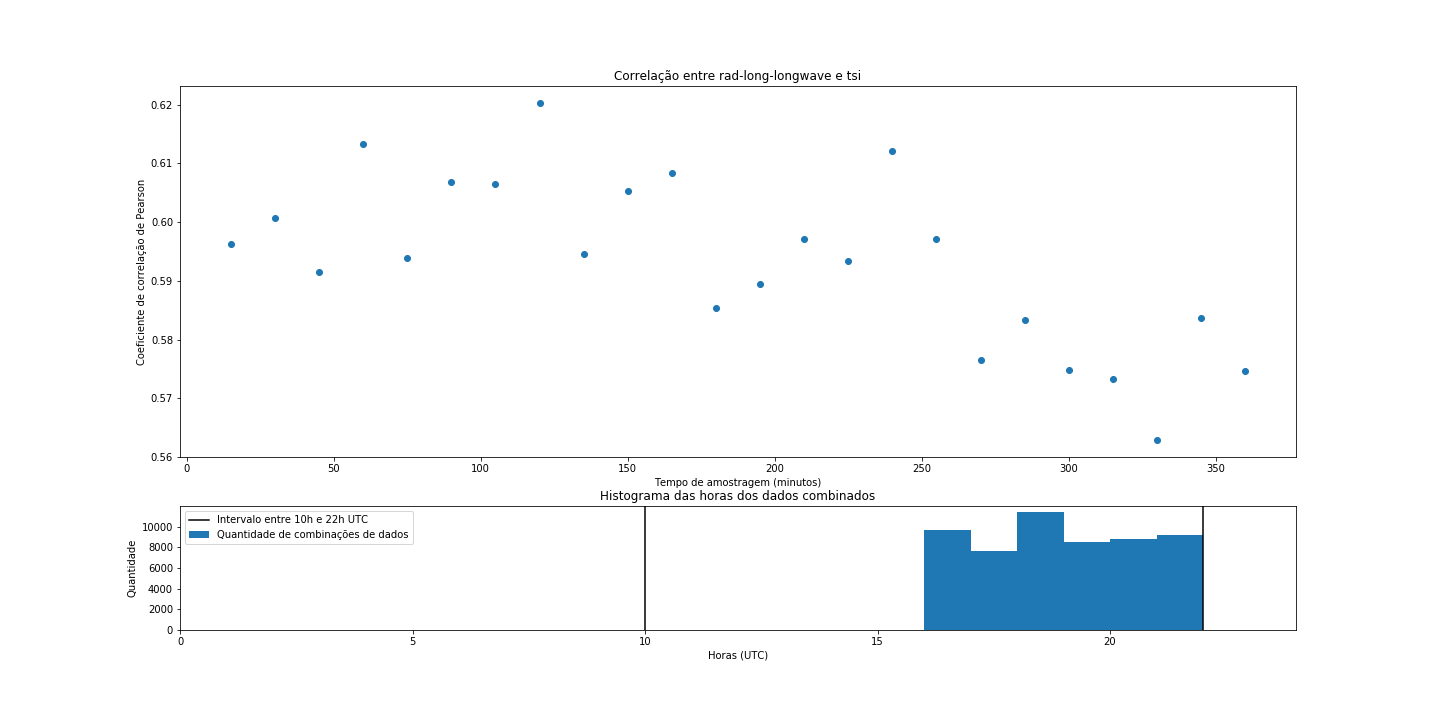 Correlação entre rad-long-longwave e tsi
Coeficiente de correlação de Pearson
0.62
0.61
0.60
0.59
0.58
0.57
0.56
0 50 100 150 200 250 300 350
Tempo de amostragem (minutos)
Histograma das horas dos dados combinados
Quantidade
10000
8000
6000
4000
2000
0
Intervalo entre 10h e 22h UTC
Quantidade de combinações de dados
0 5 10 15 20
Horas (UTC)